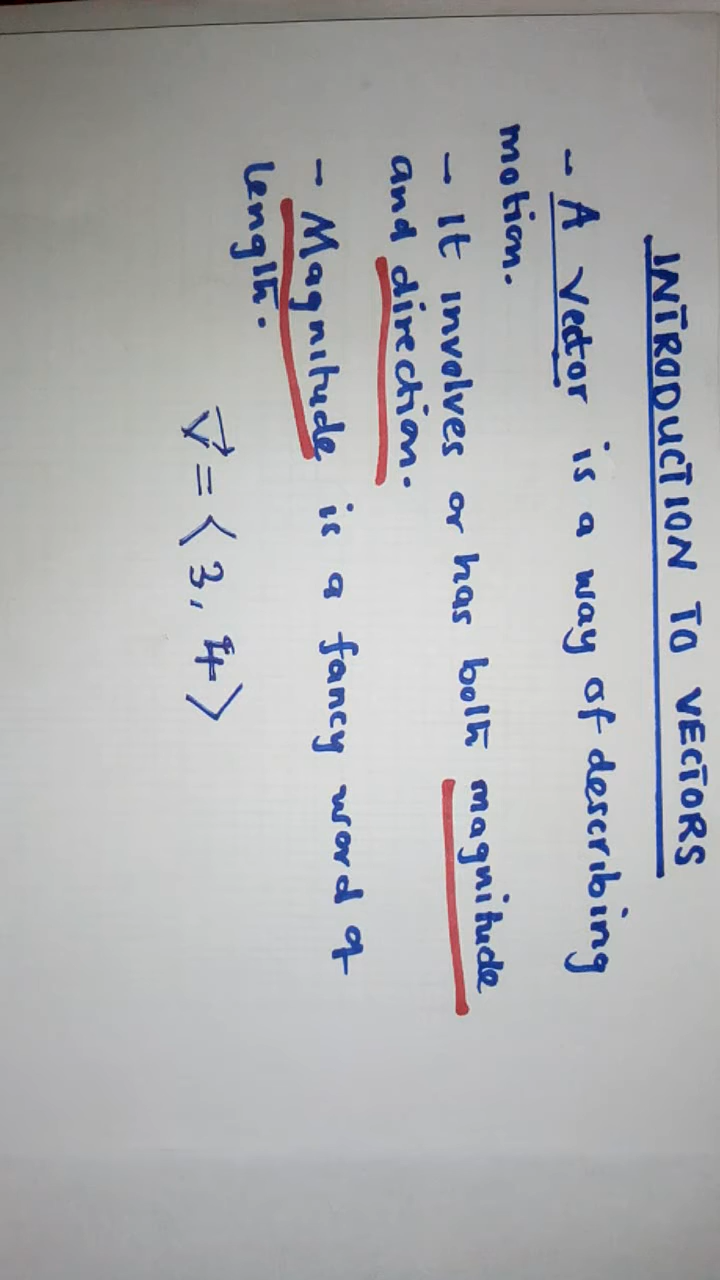 INTRODUCTION TO VECTORS
- A vector is a way of describing
motion.
- It involves or has both magnitude
and direction.
- Magnitude is a fancy word of
length.
v⃗ = ⟨3, 4⟩